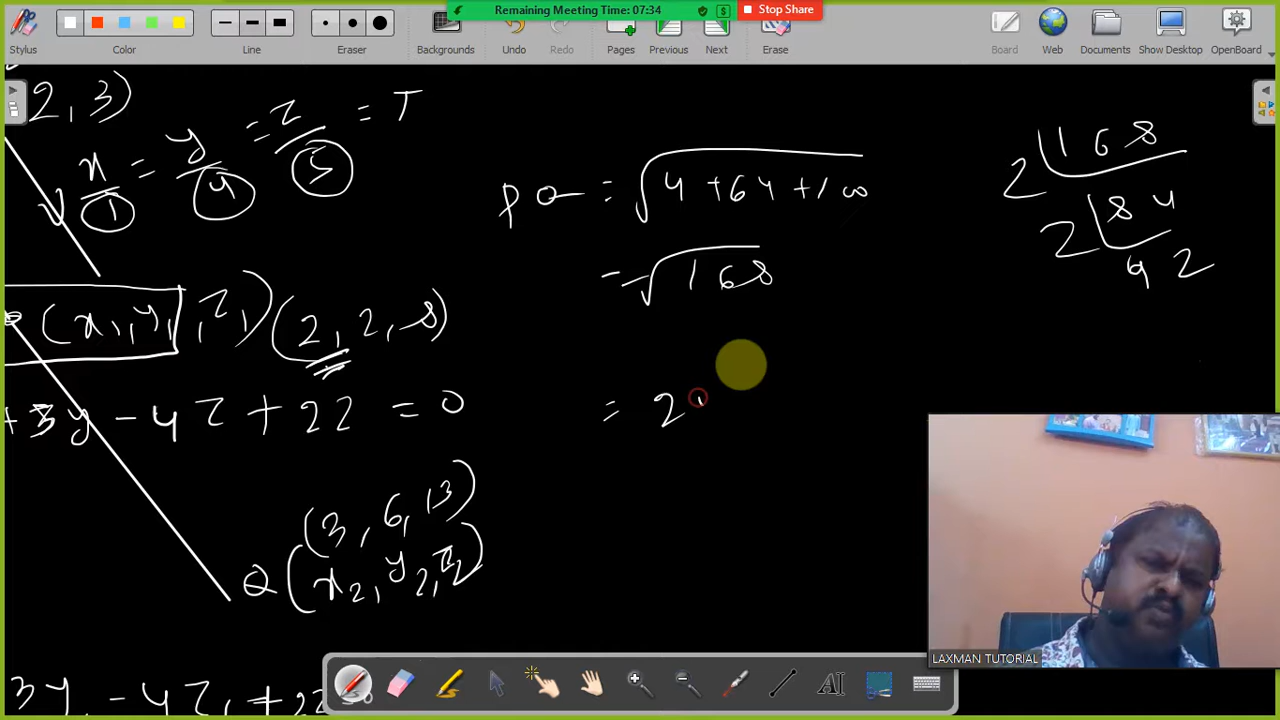 Remaining Meeting Time: 07:34
Stop Share
Stylus
Color
Line
Eraser
Backgrounds
Undo
Redo
Pages
Previous
Next
Erase
Board
Web
Documents
Show Desktop
OpenBoard
2, 3)
x/1 = y/4 = z/5 = T
(x₁, y₁, z₁) (2, 2, 8)
+ 3y - 4z + 22 = 0
(3, 6, 13)
Q (x₂, y₂, z₂)
3y₁ - 4z₁ + 22
PQ = √4 + 64 + 100
= √168
= 2
2 | 168
2 | 84
42
LAXMAN TUTORIAL